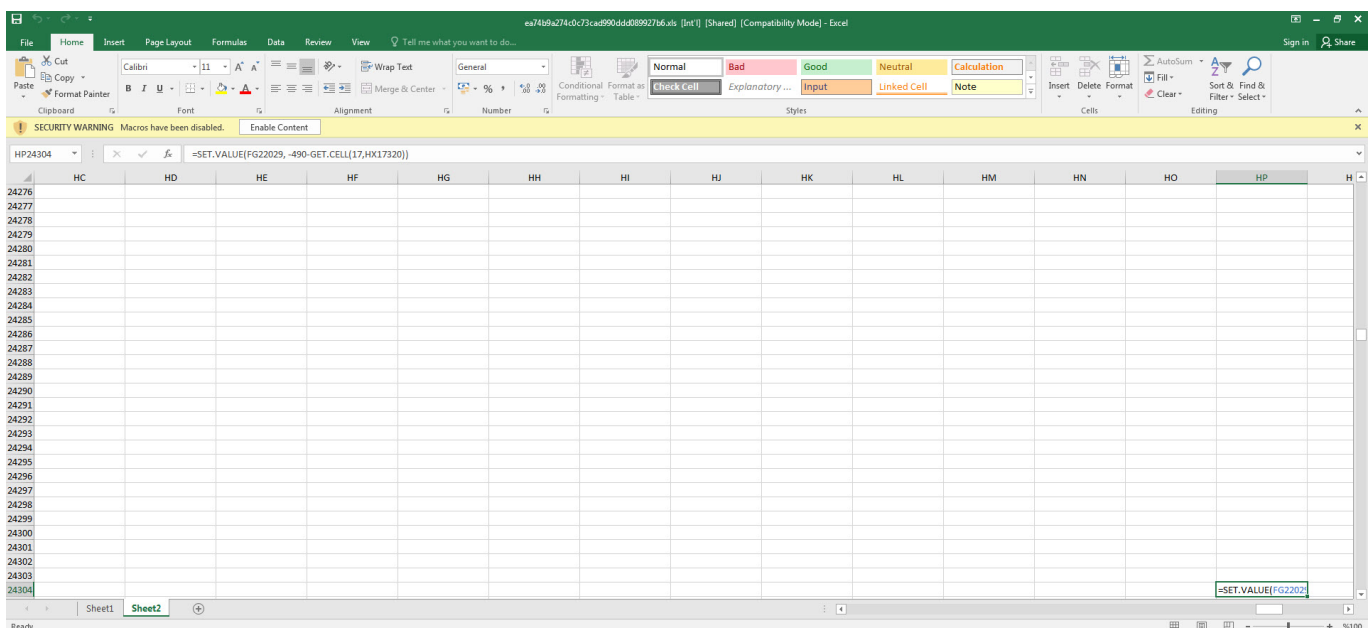 ea74b9a274c0c73cad990ddd089927b6.xls [Int'l] [Shared] [Compatibility Mode] - Excel
File Home Insert Page Layout Formulas Data Review View Tell me what you want to do... Sign in Share
Cut Calibri 11 A A Wrap Text General Normal Bad Good Neutral Calculation AutoSum
Copy Fill
Paste Format Painter B I U A Merge & Center % , Conditional Formatting Format as Table Check Cell Explanatory ... Input Linked Cell Note Insert Delete Format Clear Sort & Filter Find & Select
Clipboard Font Alignment Number Styles Cells Editing
SECURITY WARNING Macros have been disabled. Enable Content
HP24304 fx =SET.VALUE(FG22029, -490-GET.CELL(17,HX17320))
HC HD HE HF HG HH HI HJ HK HL HM HN HO HP H
24276
24277
24278
24279
24280
24281
24282
24283
24284
24285
24286
24287
24288
24289
24290
24291
24292
24293
24294
24295
24296
24297
24298
24299
24300
24301
24302
24303
24304 =SET.VALUE(FG2202
Sheet1 Sheet2
Ready %100